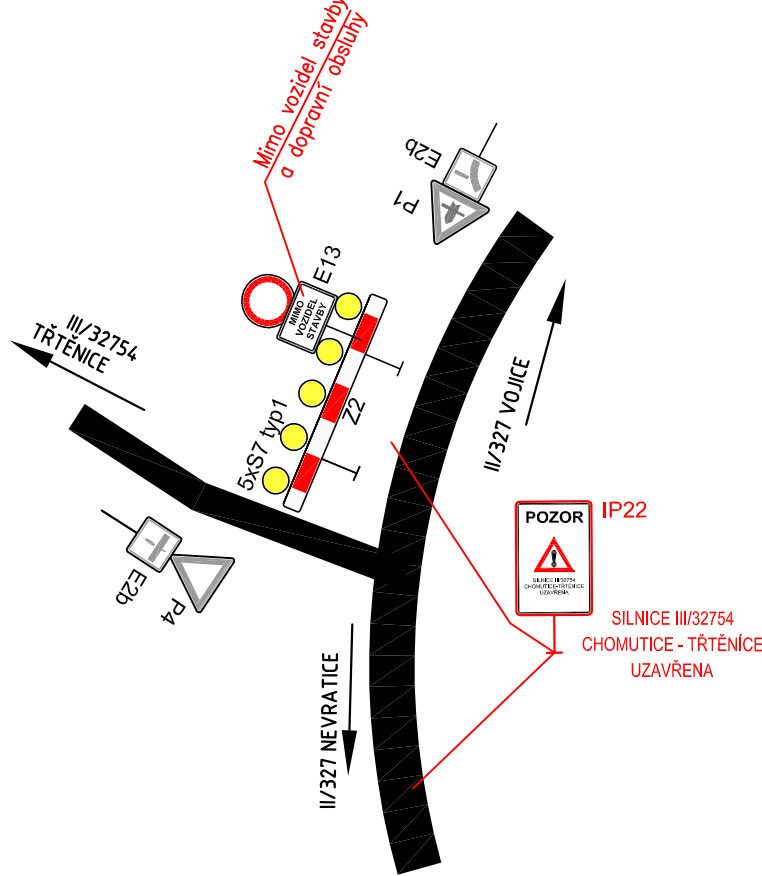 Mimo vozidel stavby
a dopravní obsluhy
E2b
P1
E13
MIMO
VOZIDEL
STAVBY
III/32754
TŘTĚNICE
5xS7 typ1
Z2
II/327 VOJICE
E2b
P4
POZOR
IP22
SILNICE III/32754
CHOMUTICE-TŘTĚNICE
UZAVŘENA
SILNICE III/32754
CHOMUTICE - TŘTĚNÍCE
UZAVŘENA
II/327 NEVRATICE